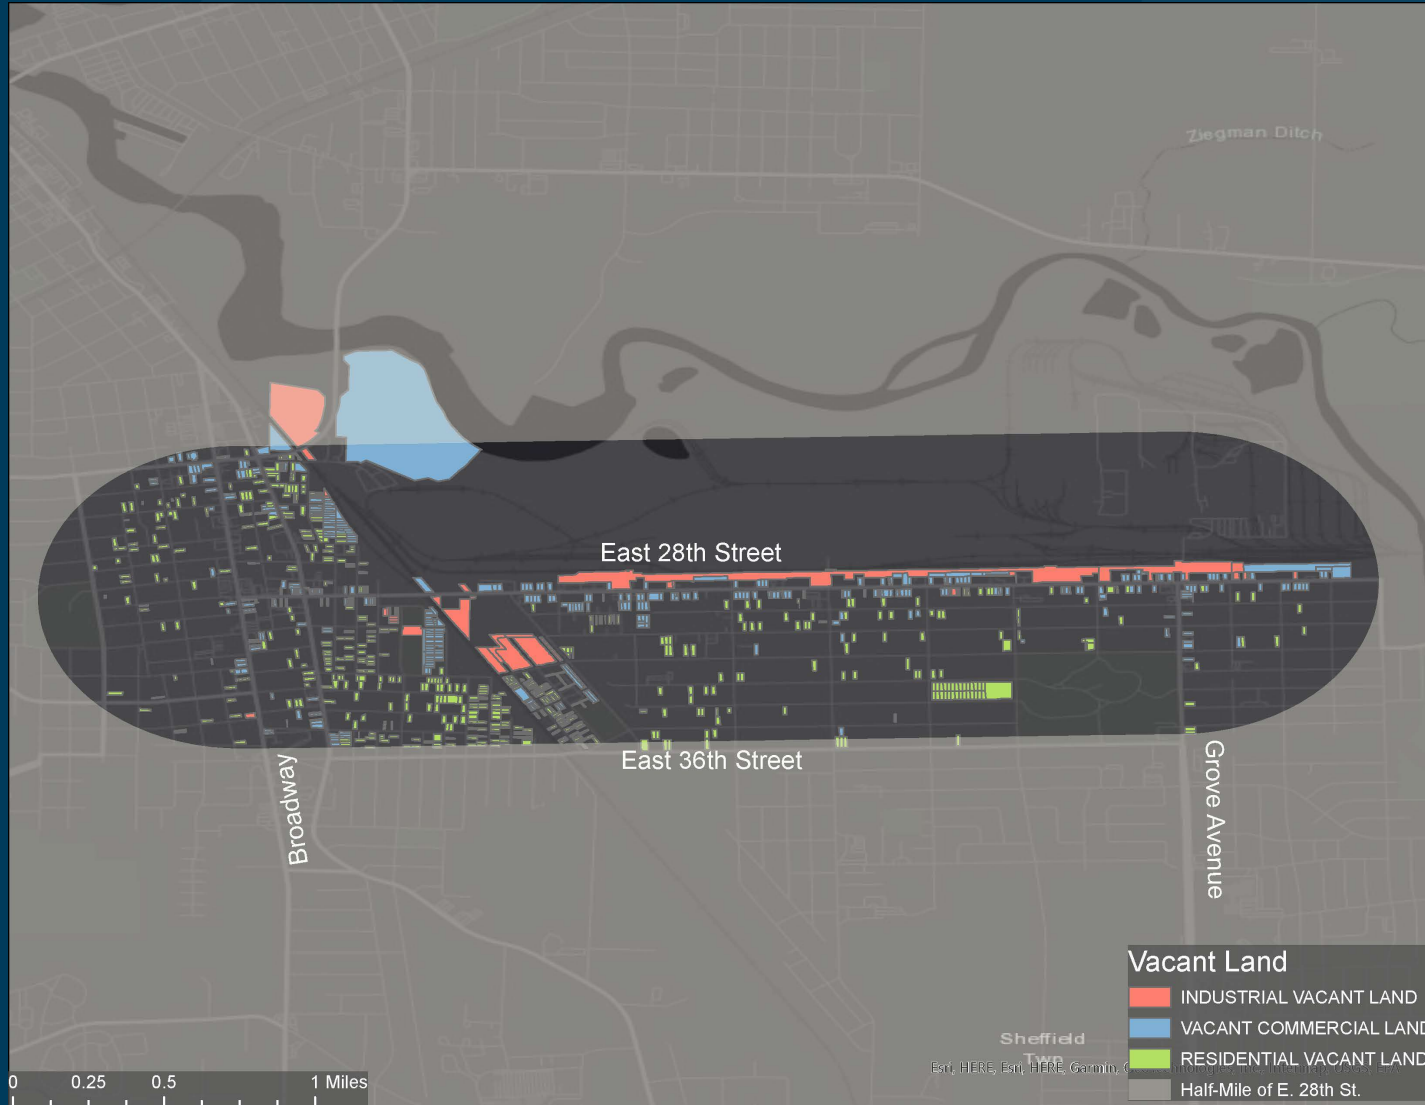 Ziegman Ditch
East 28th Street
East 36th Street
Broadway
Grove Avenue
Vacant Land
INDUSTRIAL VACANT LAND
VACANT COMMERCIAL LAND
RESIDENTIAL VACANT LAND
Half-Mile of E. 28th St.
Sheffield
Twp
Esri, HERE, Esri, HERE, Garmin,
0 0.25 0.5 1 Miles